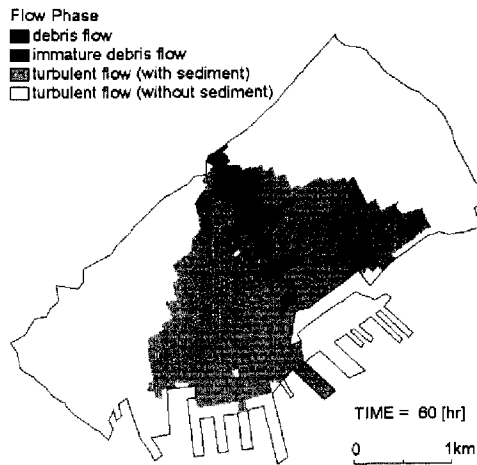 Flow Phase
debris flow
immature debris flow
turbulent flow (with sediment)
turbulent flow (without sediment)
TIME = 60 [hr]
0 1km